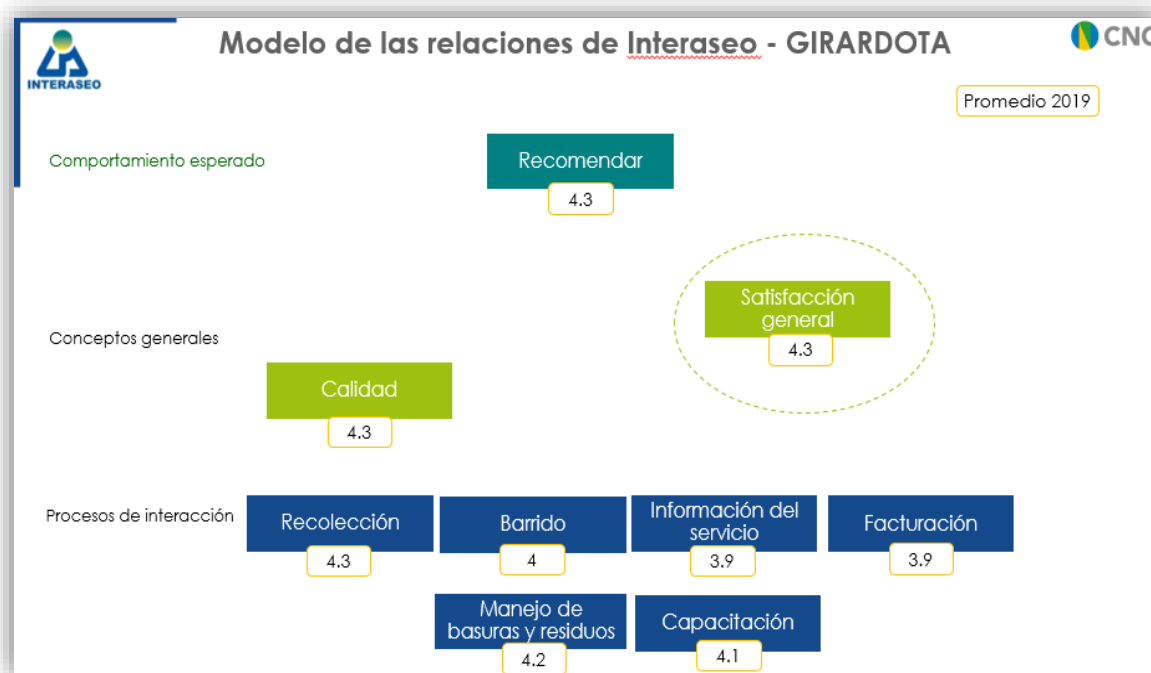 Modelo de las relaciones de Interaseo - GIRARDOTA
INTERASEO
CNC
Promedio 2019
Comportamiento esperado
Recomendar
4.3
Satisfacción
general
4.3
Conceptos generales
Calidad
4.3
Procesos de interacción
Recolección
4.3
Barrido
4
Información del
servicio
3.9
Facturación
3.9
Manejo de
basuras y residuos
4.2
Capacitación
4.1